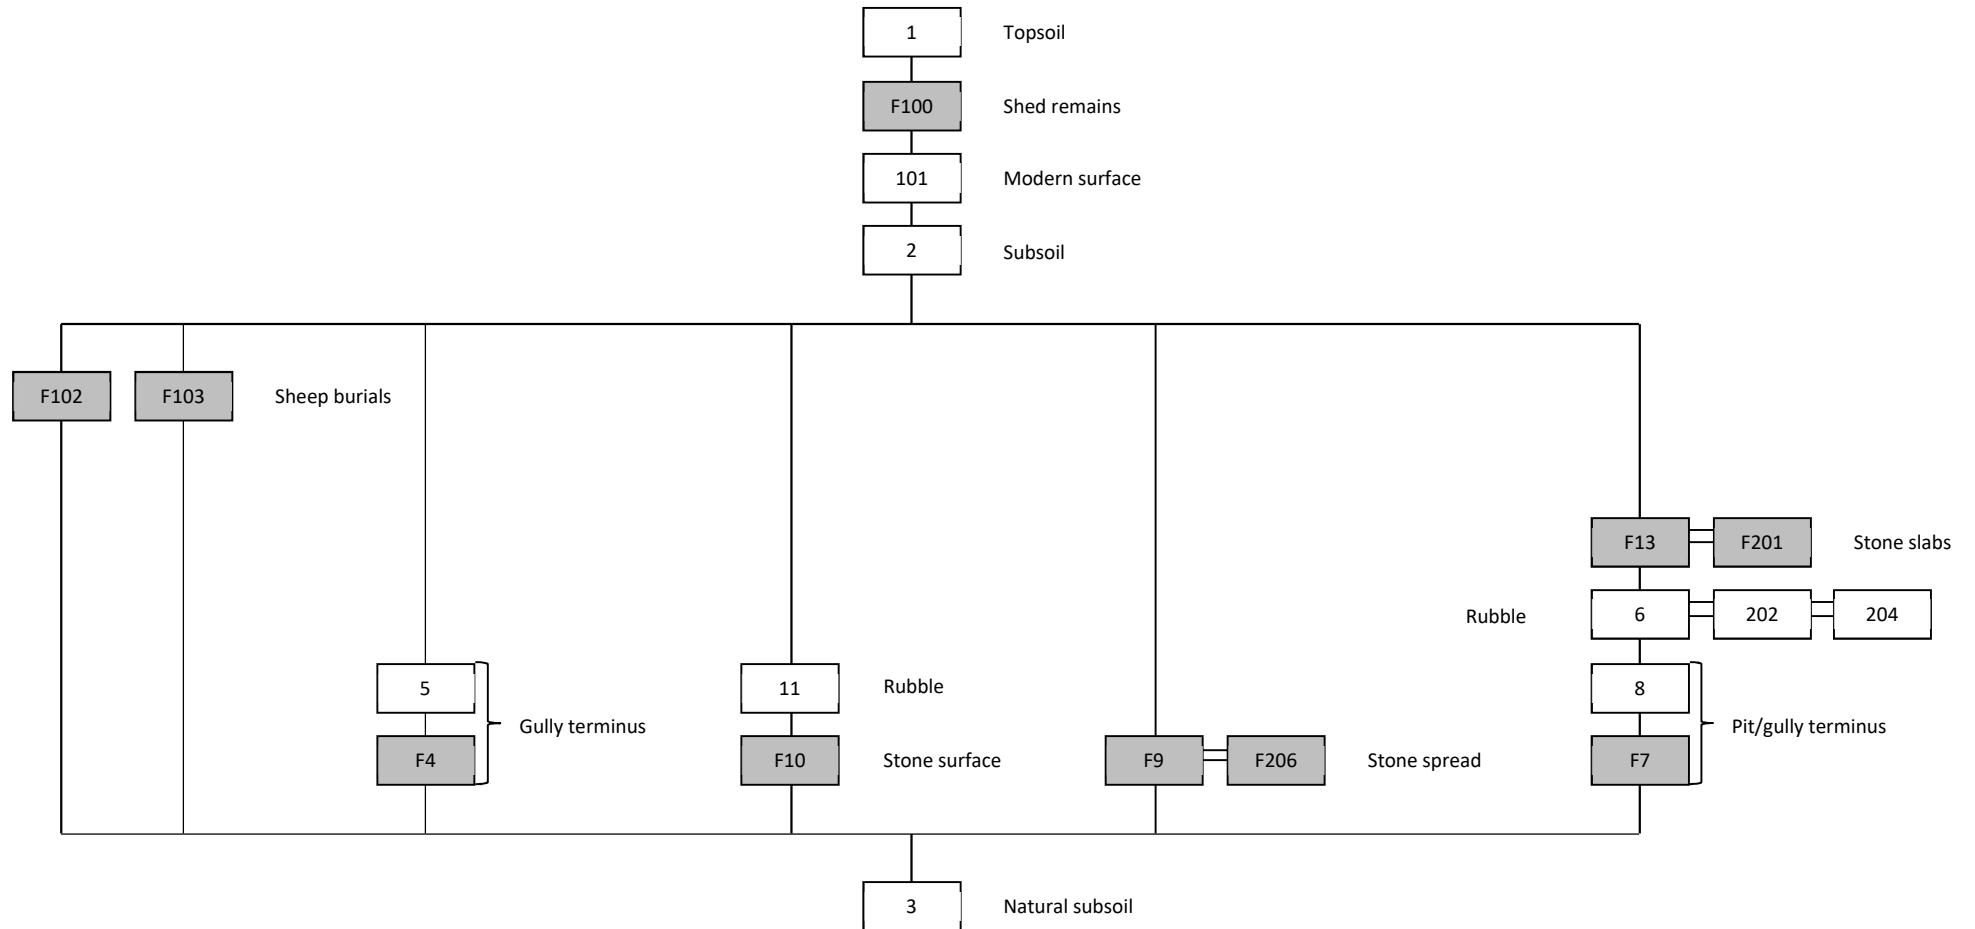 1 Topsoil
F100 Shed remains
101 Modern surface
2 Subsoil
F102 F103 Sheep burials
F13 F201 Stone slabs
Rubble 6 202 204
5 11 Rubble 8
Gully terminus Pit/gully terminus
F4 F10 Stone surface F9 F206 Stone spread F7
3 Natural subsoil